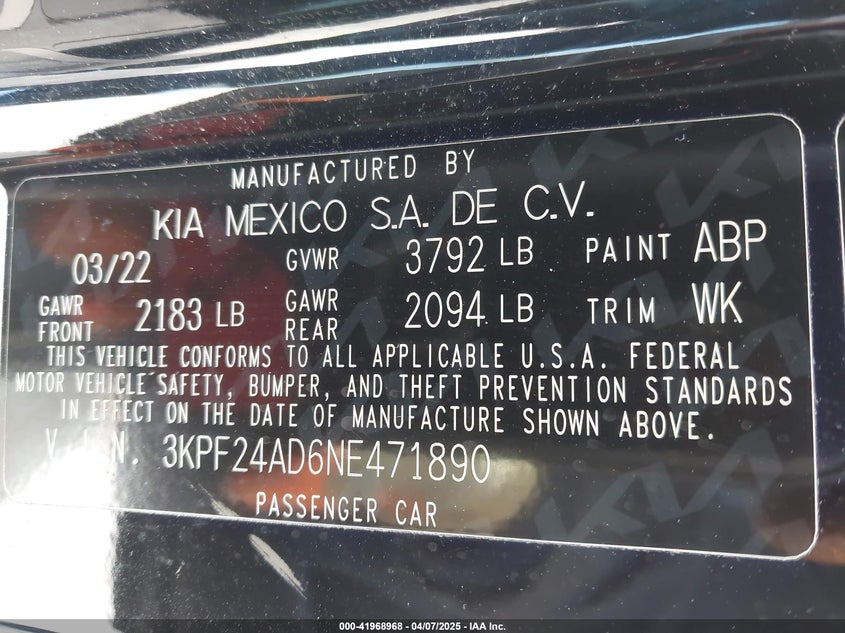 MANUFACTURED BY
KIA MEXICO S.A. DE C.V.
03/22 GVWR 3792 LB PAINT ABP
GAWR FRONT 2183 LB GAWR REAR 2094 LB TRIM WK
THIS VEHICLE CONFORMS TO ALL APPLICABLE U.S.A. FEDERAL
MOTOR VEHICLE SAFETY, BUMPER, AND THEFT PREVENTION STANDARDS
IN EFFECT ON THE DATE OF MANUFACTURE SHOWN ABOVE.
V.I.N. 3KPF24AD6NE471890
PASSENGER CAR
000-41968968 - 04/07/2025 - IAA Inc.